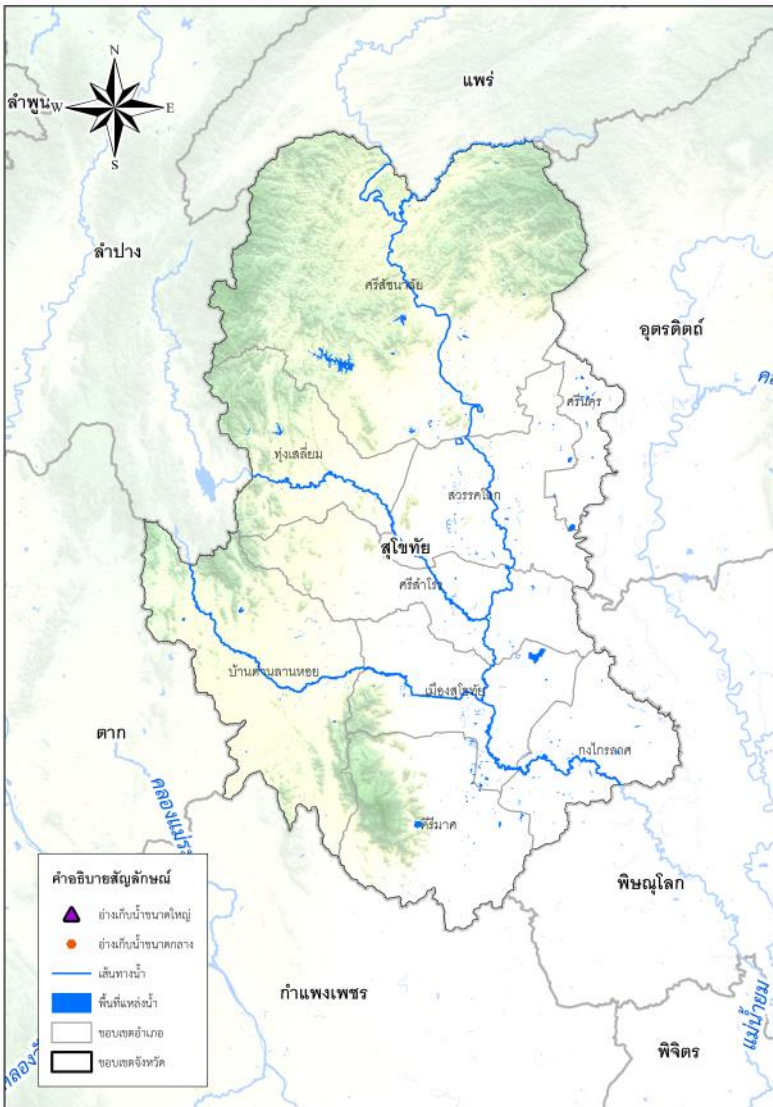 N
W
E
S
แพร่
ลำพูน
ลำปาง
อุตรดิตถ์
ศรีสัชนาลัย
ศรีนคร
ทุ่งเสลี่ยม
สวรรคโลก
สุโขทัย
ศรีสำโรง
บ้านด่านลานหอย
เมืองสุโขทัย
ตาก
กงไกรลาศ
คีรีมาศ
พิษณุโลก
กำแพงเพชร
พิจิตร
แม่น้ำยม
คำอธิบายสัญลักษณ์
อ่างเก็บน้ำขนาดใหญ่
อ่างเก็บน้ำขนาดกลาง
เส้นทางน้ำ
พื้นที่แหล่งน้ำ
ขอบเขตอำเภอ
ขอบเขตจังหวัด